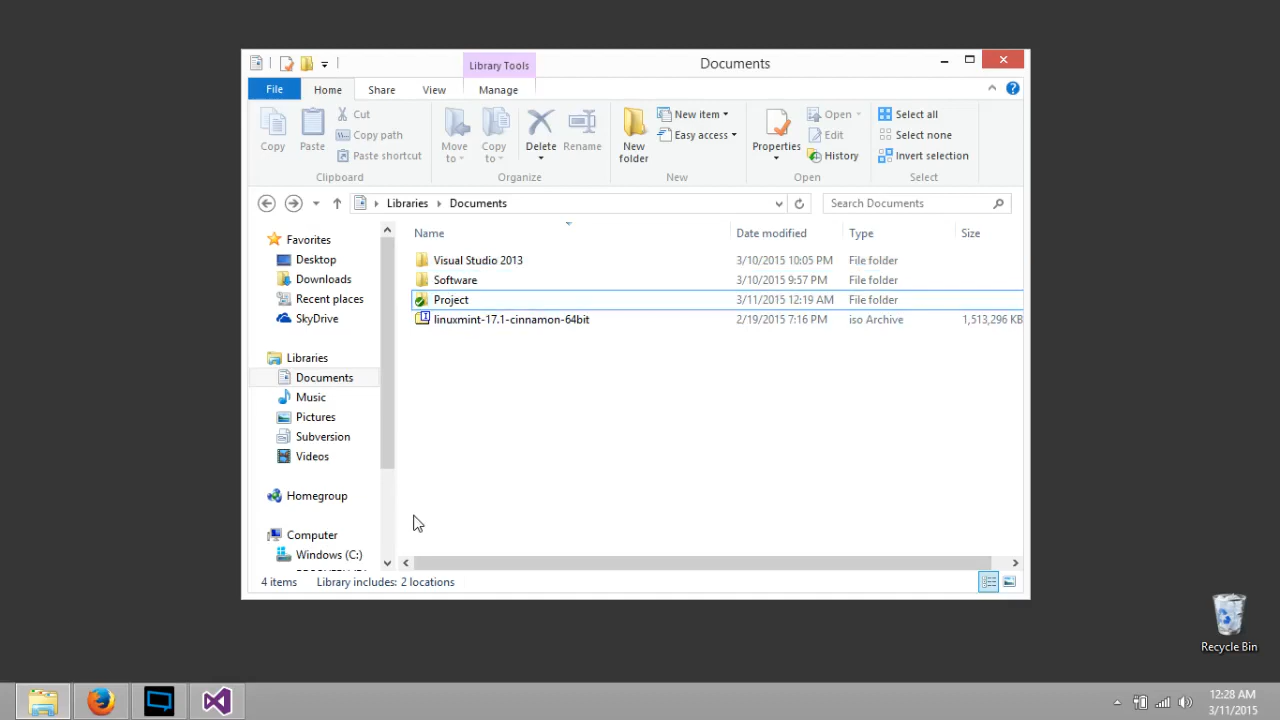 Library Tools
Documents
File
Home
Share
View
Manage
Copy
Paste
Cut
Copy path
Paste shortcut
Clipboard
Move to
Copy to
Delete
Rename
Organize
New folder
New item
Easy access
New
Properties
Open
Edit
History
Open
Select all
Select none
Invert selection
Select
Libraries
Documents
Search Documents
Name
Date modified
Type
Size
Visual Studio 2013 3/10/2015 10:05 PM File folder
Software 3/10/2015 9:57 PM File folder
Project 3/11/2015 12:19 AM File folder
linuxmint-17.1-cinnamon-64bit 2/19/2015 7:16 PM iso Archive 1,513,296 KB
Favorites
Desktop
Downloads
Recent places
SkyDrive
Libraries
Documents
Music
Pictures
Subversion
Videos
Homegroup
Computer
Windows (C:)
4 items Library includes: 2 locations
Recycle Bin
12:28 AM
3/11/2015